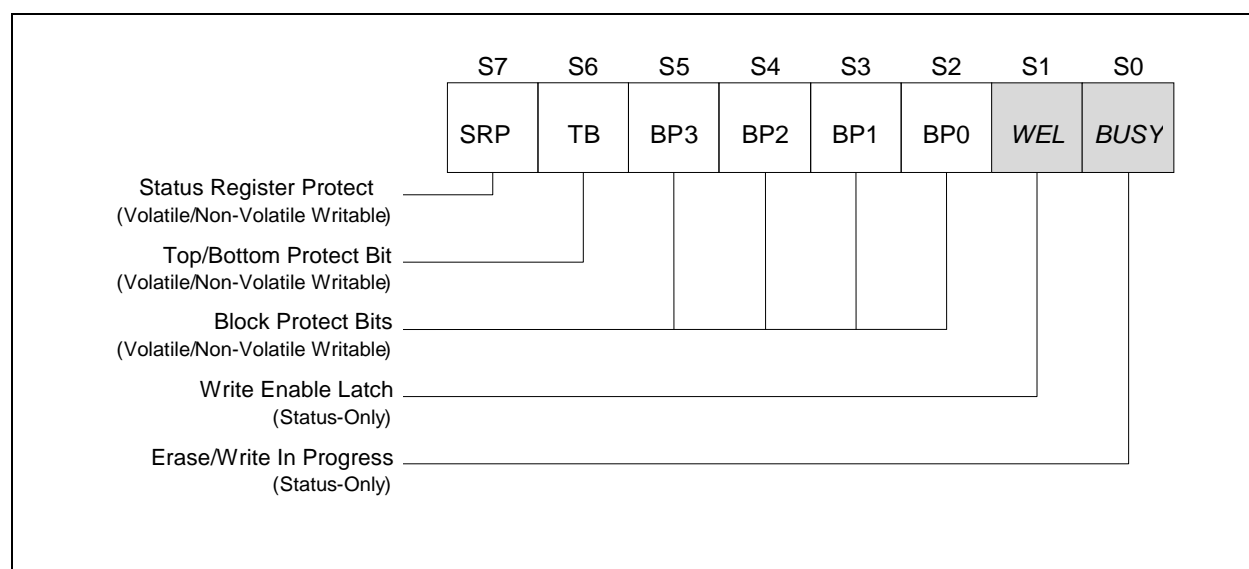 S7 S6 S5 S4 S3 S2 S1 S0
SRP TB BP3 BP2 BP1 BP0 WEL BUSY
Status Register Protect
(Volatile/Non-Volatile Writable)
Top/Bottom Protect Bit
(Volatile/Non-Volatile Writable)
Block Protect Bits
(Volatile/Non-Volatile Writable)
Write Enable Latch
(Status-Only)
Erase/Write In Progress
(Status-Only)